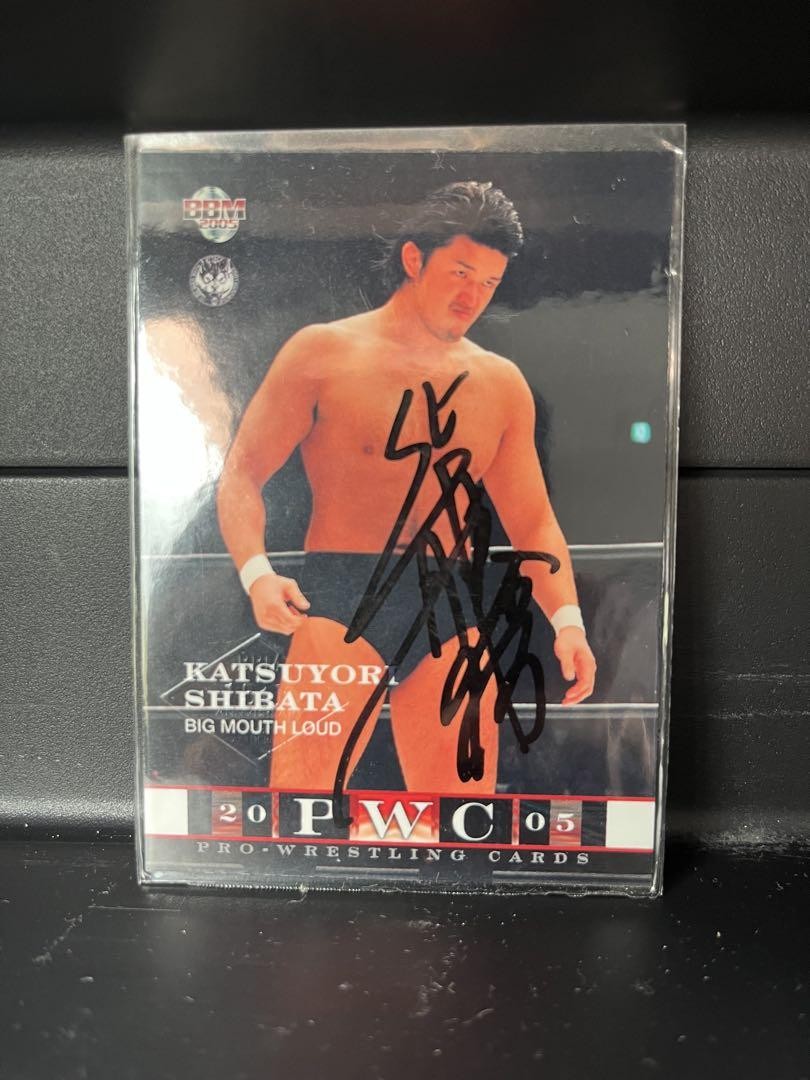 BBM
2005
KATSUYORI
SHIBATA
BIG MOUTH LOUD
20 PWC 05
PRO-WRESTLING CARDS